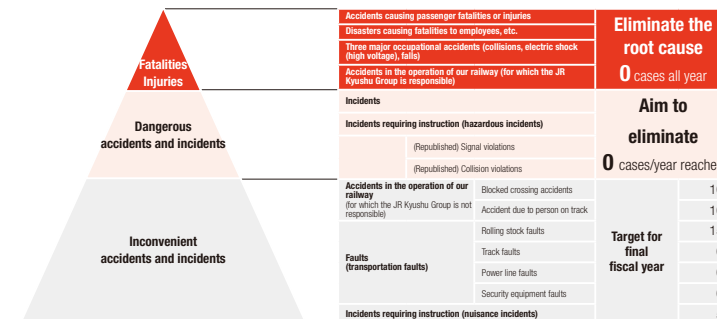 Fatalities
Injuries
Dangerous
accidents and incidents
Inconvenient
accidents and incidents
Accidents causing passenger fatalities or injuries
Disasters causing fatalities to employees, etc.
Three major occupational accidents (collisions, electric shock
(high voltage), falls)
Accidents in the operation of our railway (for which the JR
Kyushu Group is responsible)
Eliminate the
root cause
0 cases all year
Incidents
Incidents requiring instruction (hazardous incidents)
(Republished) Signal violations
(Republished) Collision violations
Aim to
eliminate
0 cases/year reache
Accidents in the operation of our
railway
(for which the JR Kyushu Group is not
responsible)
Blocked crossing accidents
Accident due to person on track
Faults
(transportation faults)
Rolling stock faults
Track faults
Power line faults
Security equipment faults
Incidents requiring instruction (nuisance incidents)
Target for
final
fiscal year